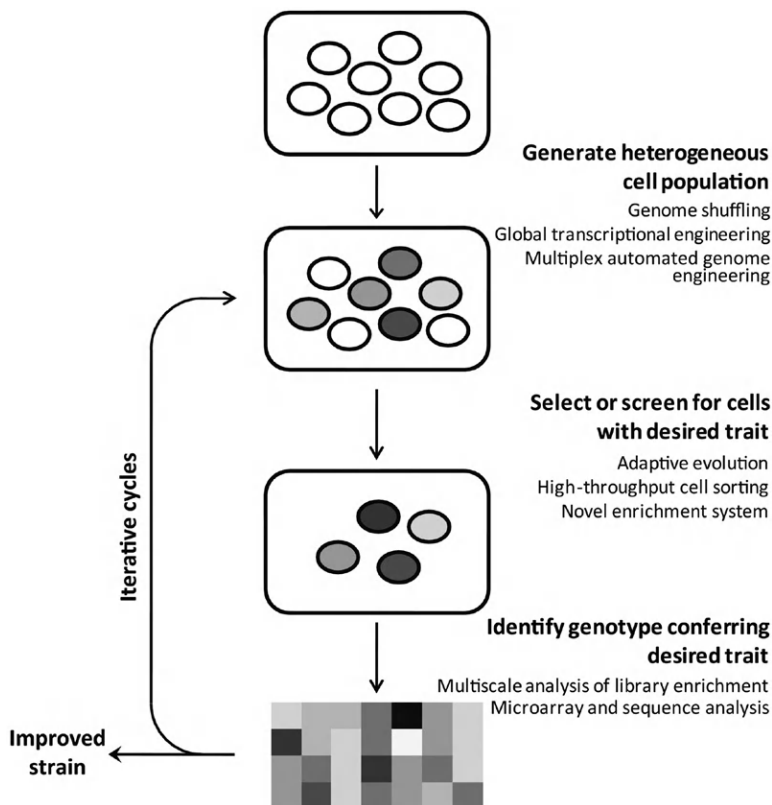 Generate heterogeneous
cell population
Genome shuffling
Global transcriptional engineering
Multiplex automated genome
engineering
Select or screen for cells
with desired trait
Adaptive evolution
High-throughput cell sorting
Novel enrichment system
Iterative cycles
Identify genotype conferring
desired trait
Multiscale analysis of library enrichment
Microarray and sequence analysis
Improved
strain